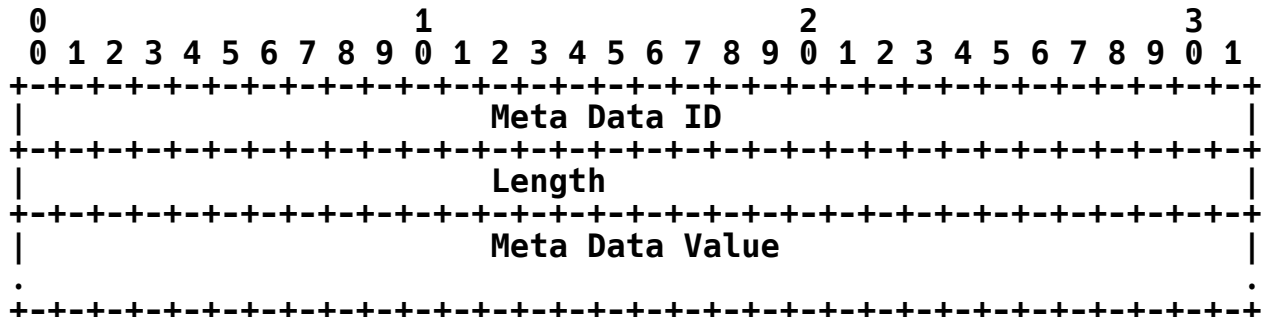 0                   1                   2                   3
 0 1 2 3 4 5 6 7 8 9 0 1 2 3 4 5 6 7 8 9 0 1 2 3 4 5 6 7 8 9 0 1
+-+-+-+-+-+-+-+-+-+-+-+-+-+-+-+-+-+-+-+-+-+-+-+-+-+-+-+-+-+-+-+-+
|                        Meta Data ID                           |
+-+-+-+-+-+-+-+-+-+-+-+-+-+-+-+-+-+-+-+-+-+-+-+-+-+-+-+-+-+-+-+-+
|                        Length                                 |
+-+-+-+-+-+-+-+-+-+-+-+-+-+-+-+-+-+-+-+-+-+-+-+-+-+-+-+-+-+-+-+-+
|                        Meta Data Value                        |
.                                                               .
+-+-+-+-+-+-+-+-+-+-+-+-+-+-+-+-+-+-+-+-+-+-+-+-+-+-+-+-+-+-+-+-+